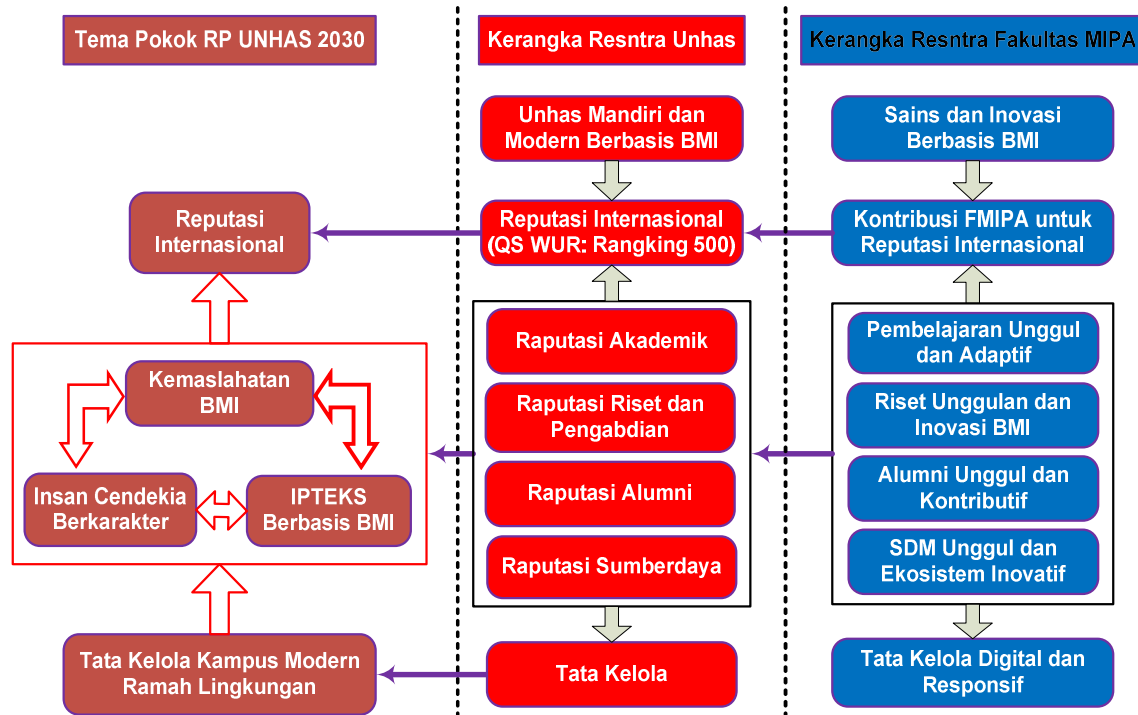 Tema Pokok RP UNHAS 2030
Reputasi
Internasional
Kemaslahatan
BMI
Insan Cendekia
Berkarakter
IPTEKS
Berbasis BMI
Tata Kelola Kampus Modern
Ramah Lingkungan
Kerangka Resntra Unhas
Unhas Mandiri dan
Modern Berbasis BMI
Reputasi Internasional
(QS WUR: Rangking 500)
Raputasi Akademik
Raputasi Riset dan
Pengabdian
Raputasi Alumni
Raputasi Sumberdaya
Tata Kelola
Kerangka Resntra Fakultas MIPA
Sains dan Inovasi
Berbasis BMI
Kontribusi FMIPA untuk
Reputasi Internasional
Pembelajaran Unggul
dan Adaptif
Riset Unggulan dan
Inovasi BMI
Alumni Unggul dan
Kontributif
SDM Unggul dan
Ekosistem Inovatif
Tata Kelola Digital dan
Responsif